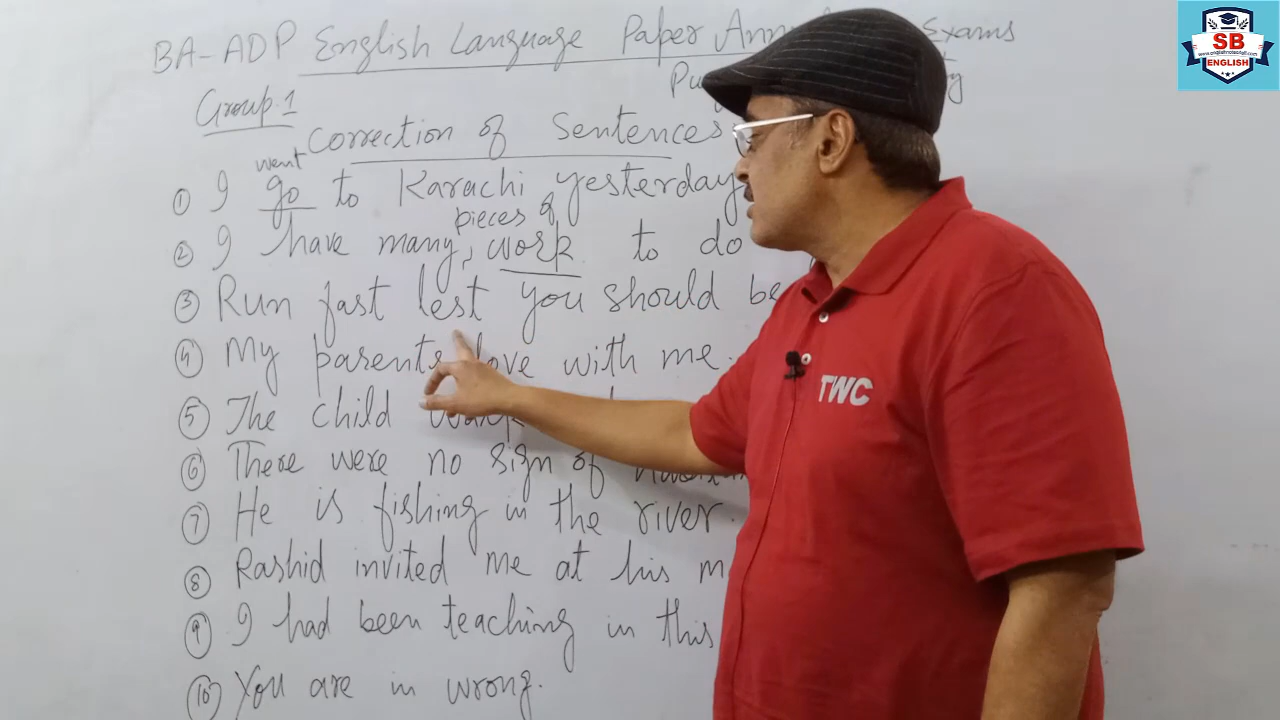 BA-ADP English Language Paper Exams
Group.1
Correction of Sentences
went
① I go to Karachi yesterday
pieces of
② I have many, work to do
③ Run fast lest you should be
④ My parents love with me.
⑤ The child
⑥ There were no sign of
⑦ He is fishing in the river.
⑧ Rashid invited me at his
⑨ I had been teaching in this
⑩ You are in wrong.
TWC
SB
ENGLISH